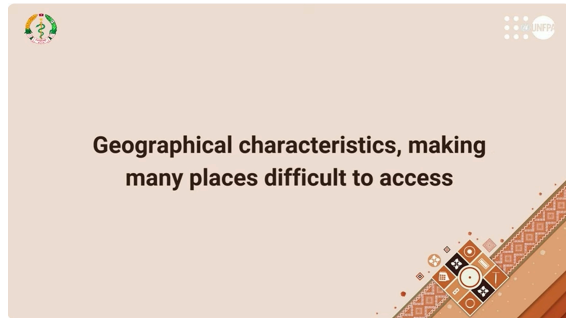 UNFPA
Geographical characteristics, making
many places difficult to access